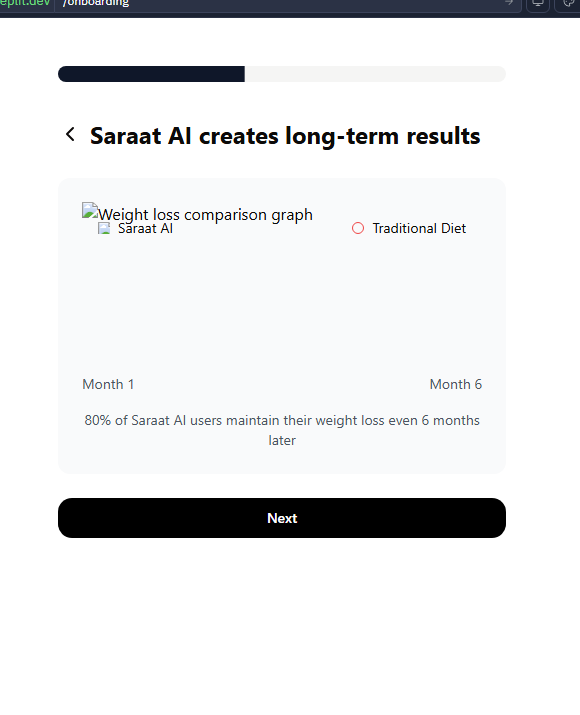 eplit.dev /onboarding
Saraat AI creates long-term results
Weight loss comparison graph
Saraat AI Traditional Diet
Month 1 Month 6
80% of Saraat AI users maintain their weight loss even 6 months
later
Next